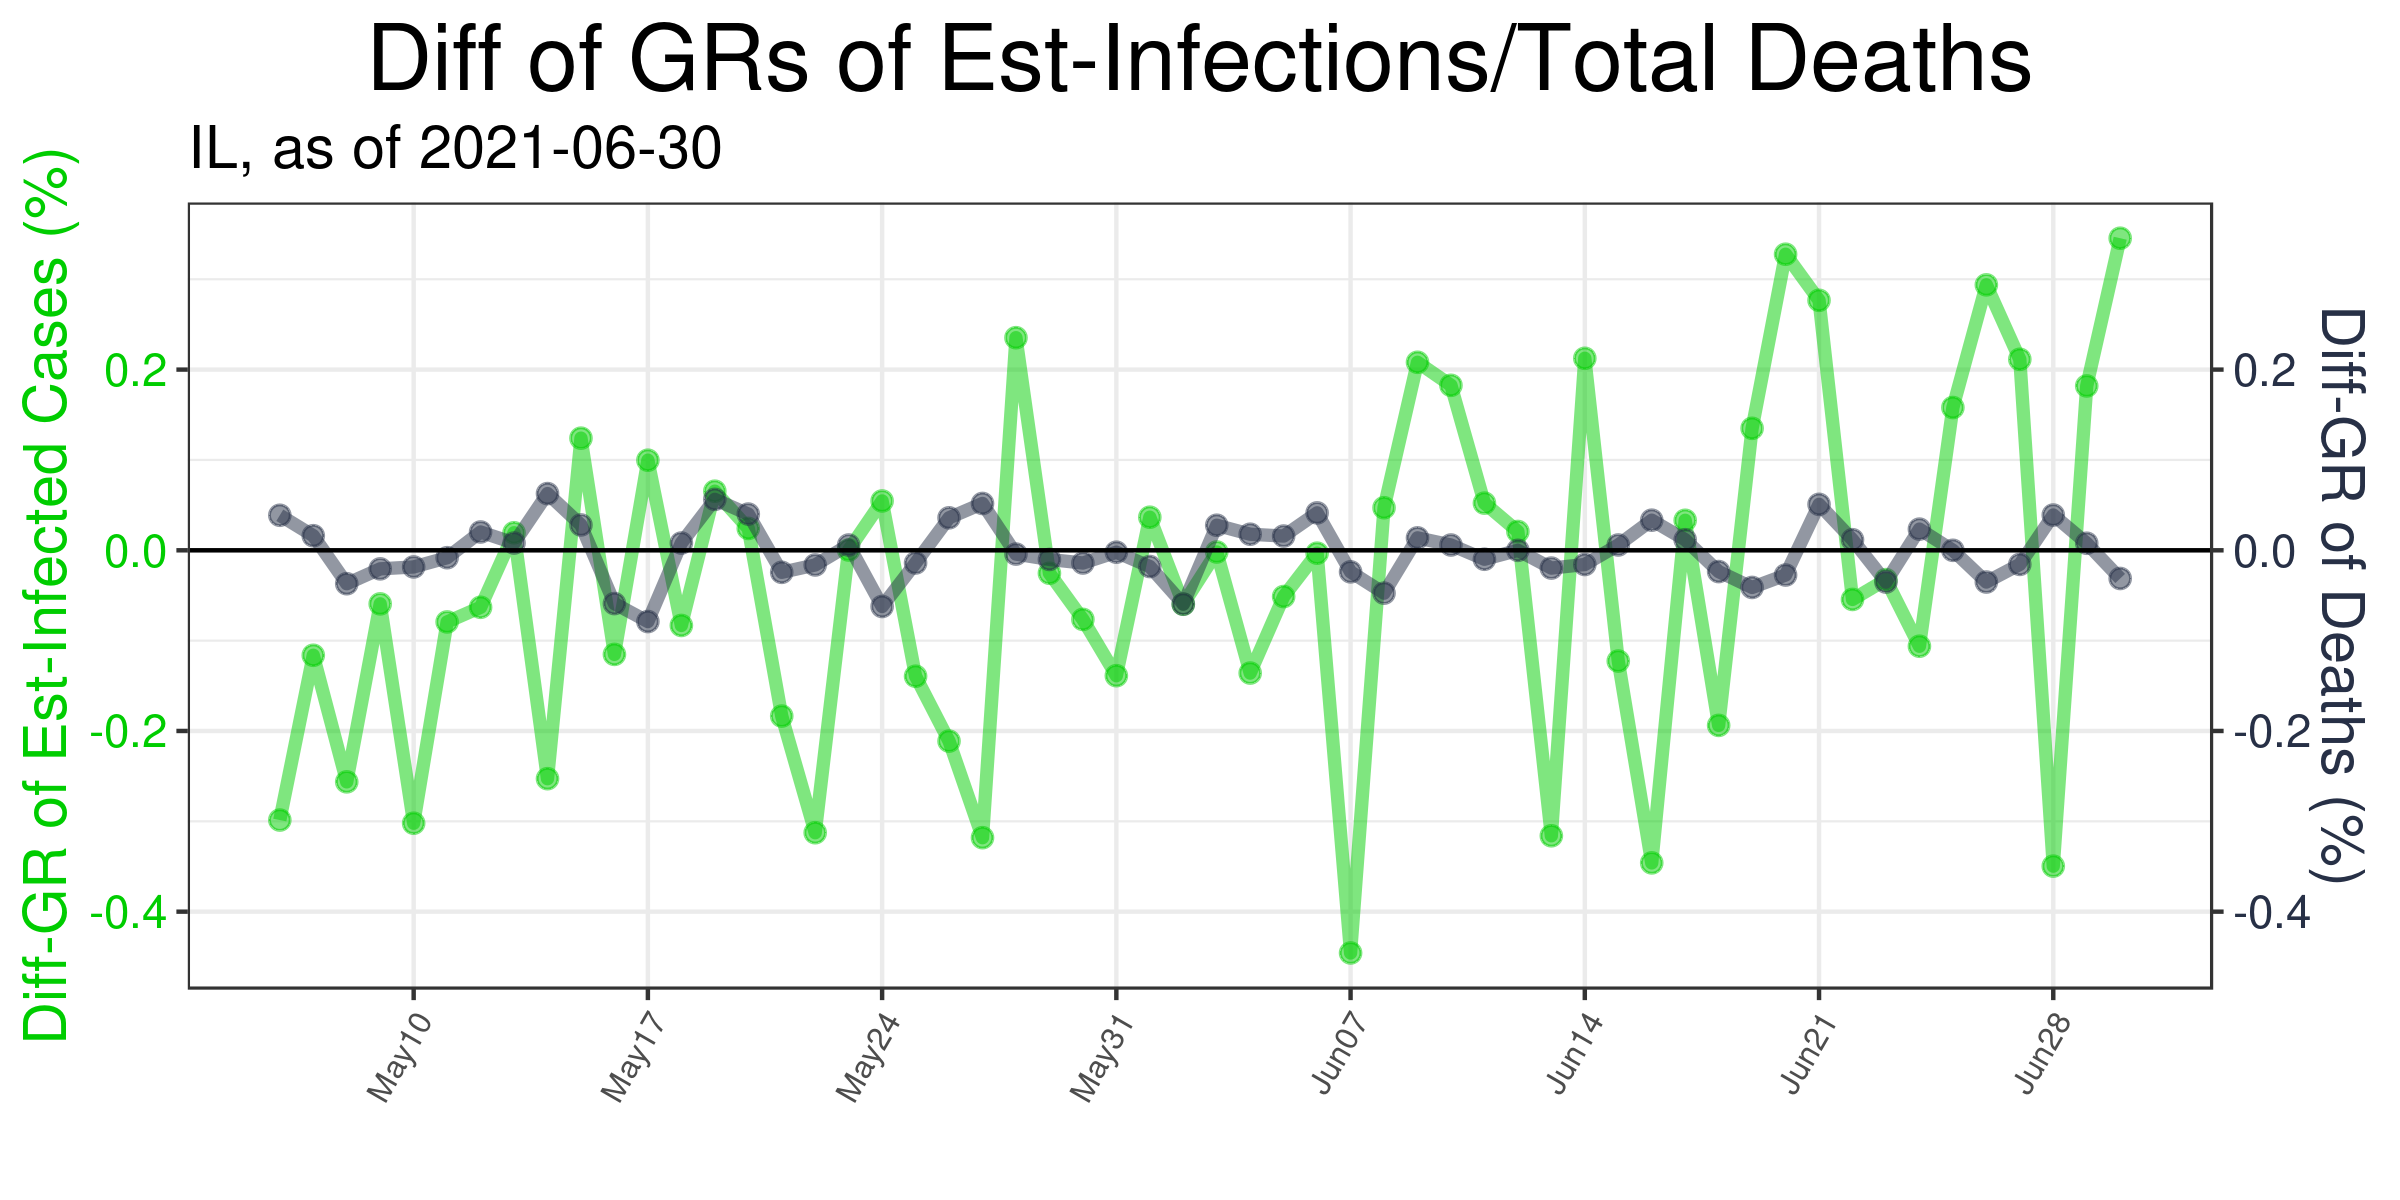 Diff of GRs of Est-Infections/Total Deaths
IL, as of 2021-06-30
Diff-GR of Est-Infected Cases (%)
0.2
0.0
-0.2
-0.4
0.2
0.0
-0.2
-0.4
Diff-GR of Deaths (%)
May10
May17
May24
May31
Jun07
Jun14
Jun21
Jun28